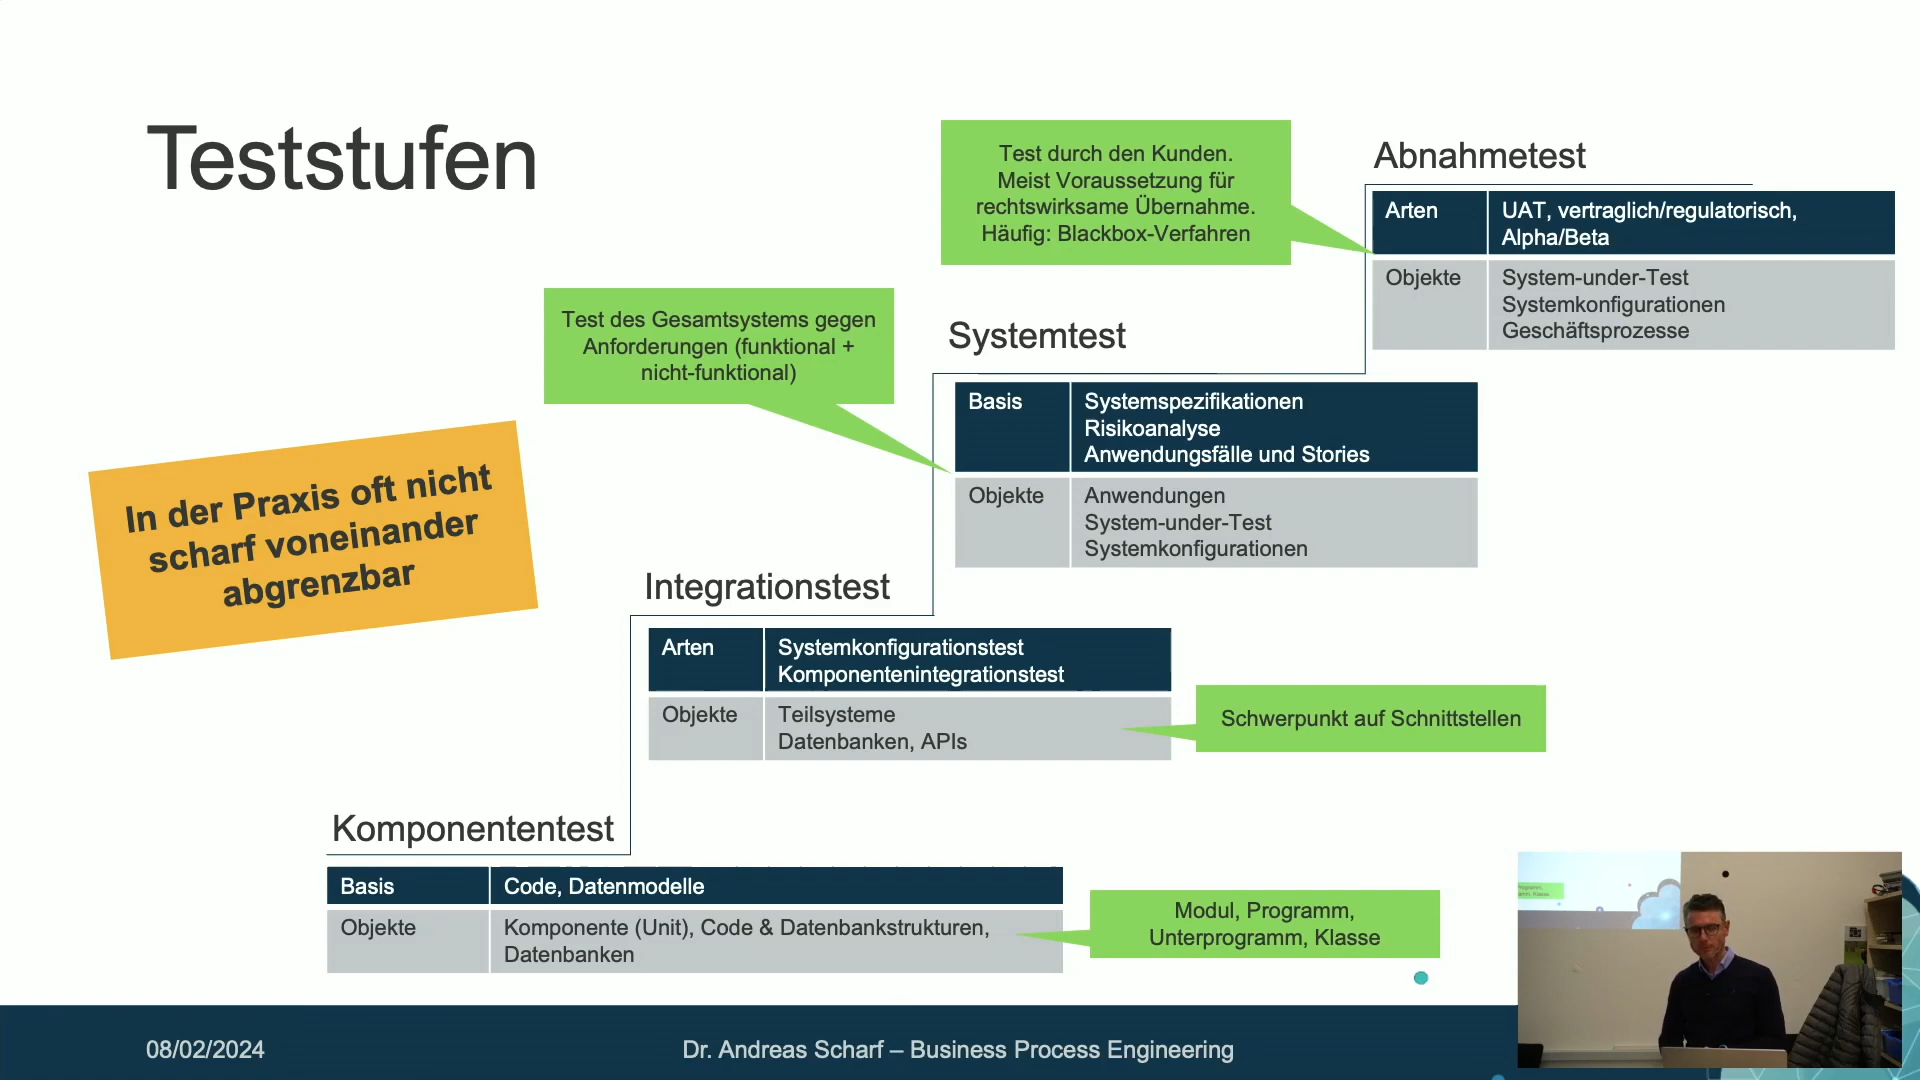 Teststufen
Test durch den Kunden.
Meist Voraussetzung für
rechtswirksame Übernahme.
Häufig: Blackbox-Verfahren
Abnahmetest
Arten
UAT, vertraglich/regulatorisch,
Alpha/Beta
Objekte
System-under-Test
Systemkonfigurationen
Geschäftsprozesse
Test des Gesamtsystems gegen
Anforderungen (funktional +
nicht-funktional)
Systemtest
Basis
Systemspezifikationen
Risikoanalyse
Anwendungsfälle und Stories
Objekte
Anwendungen
System-under-Test
Systemkonfigurationen
In der Praxis oft nicht
scharf voneinander
abgrenzbar
Integrationstest
Arten
Systemkonfigurationstest
Komponentenintegrationstest
Objekte
Teilsysteme
Datenbanken, APIs
Schwerpunkt auf Schnittstellen
Komponententest
Basis
Code, Datenmodelle
Objekte
Komponente (Unit), Code & Datenbankstrukturen,
Datenbanken
Modul, Programm,
Unterprogramm, Klasse
08/02/2024
Dr. Andreas Scharf – Business Process Engineering